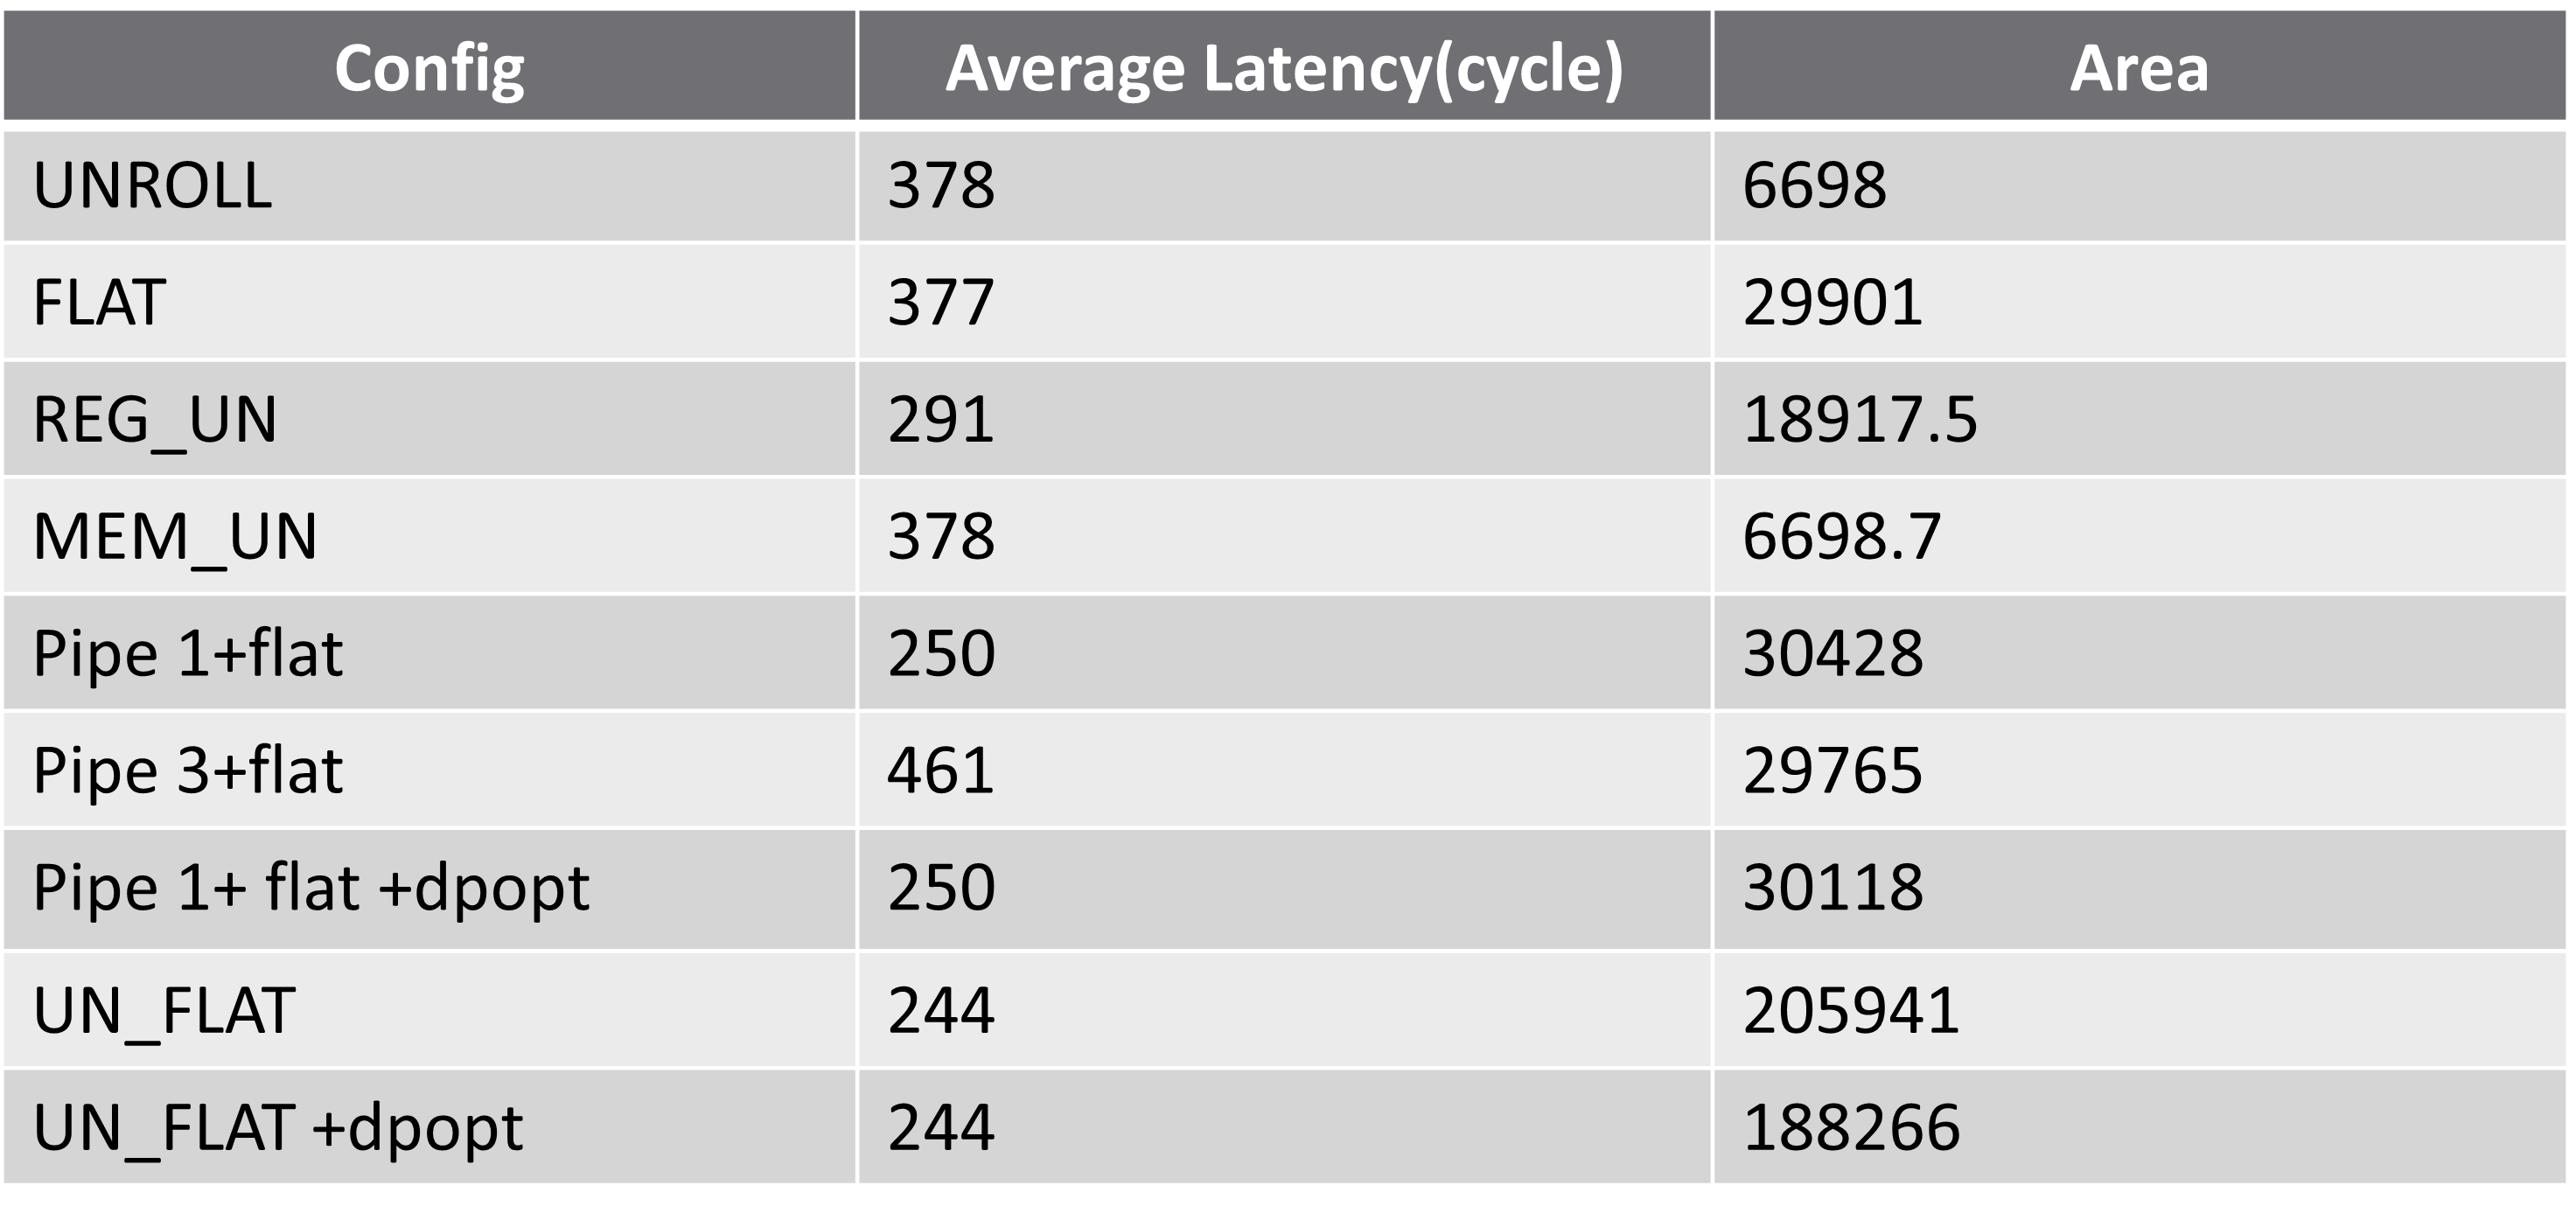 Config Average Latency(cycle) Area
UNROLL 378 6698
FLAT 377 29901
REG_UN 291 18917.5
MEM_UN 378 6698.7
Pipe 1+flat 250 30428
Pipe 3+flat 461 29765
Pipe 1+ flat +dpopt 250 30118
UN_FLAT 244 205941
UN_FLAT +dpopt 244 188266